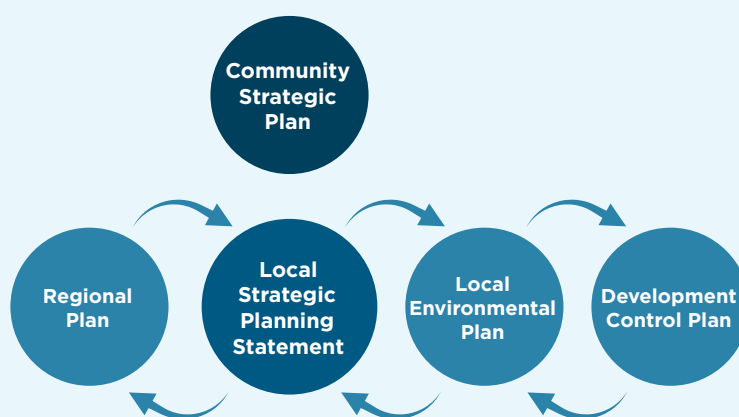 Community
Strategic
Plan
Regional
Plan
Local
Strategic
Planning
Statement
Local
Environmental
Plan
Development
Control Plan